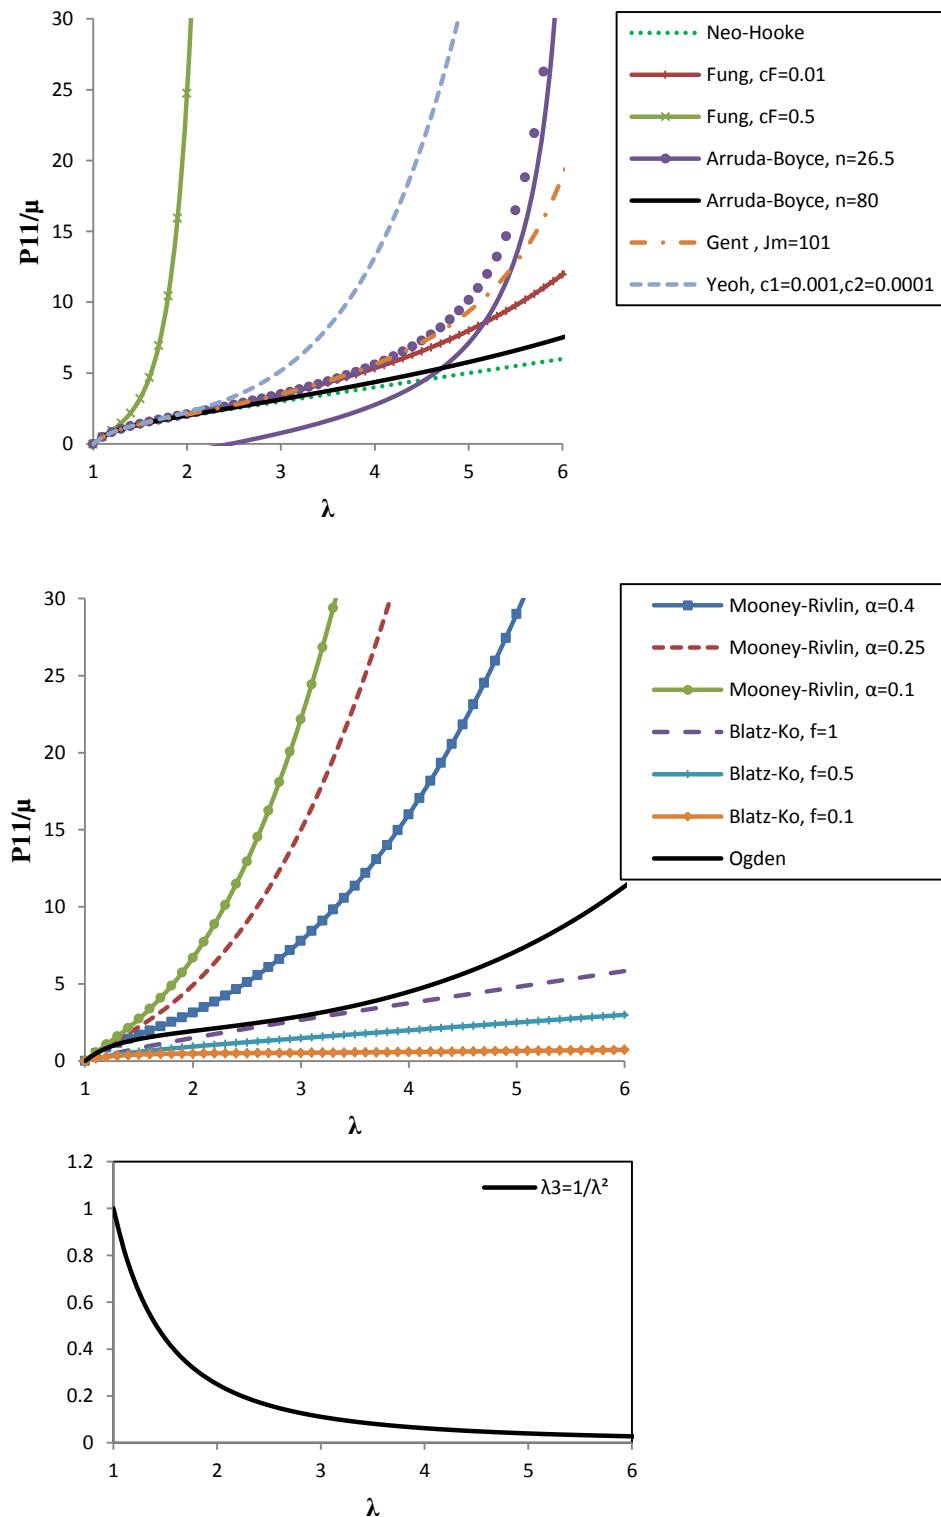 30
25
20
15
10
5
0
P11/μ
1 2 3 4 5 6
λ
Neo-Hooke
Fung, cF=0.01
Fung, cF=0.5
Arruda-Boyce, n=26.5
Arruda-Boyce, n=80
Gent , Jm=101
Yeoh, c1=0.001,c2=0.0001
30
25
20
15
10
5
0
P11/μ
1 2 3 4 5 6
λ
Mooney-Rivlin, α=0.4
Mooney-Rivlin, α=0.25
Mooney-Rivlin, α=0.1
Blatz-Ko, f=1
Blatz-Ko, f=0.5
Blatz-Ko, f=0.1
Ogden
1.2
1
0.8
0.6
0.4
0.2
0
λ3=1/λ²
1 2 3 4 5 6
λ